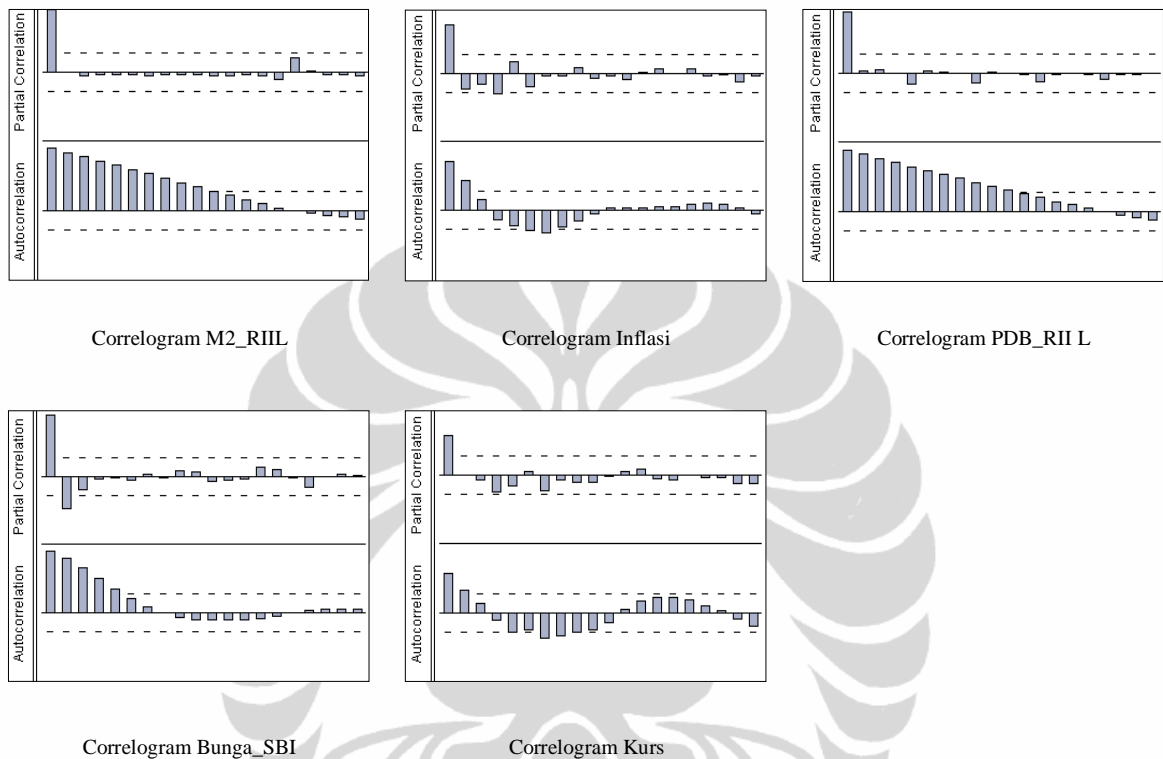 Partial Correlation
Autocorrelation
Correlogram M2_RIIL
Partial Correlation
Autocorrelation
Correlogram Inflasi
Partial Correlation
Autocorrelation
Correlogram PDB_RII L
Partial Correlation
Autocorrelation
Correlogram Bunga_SBI
Partial Correlation
Autocorrelation
Correlogram Kurs